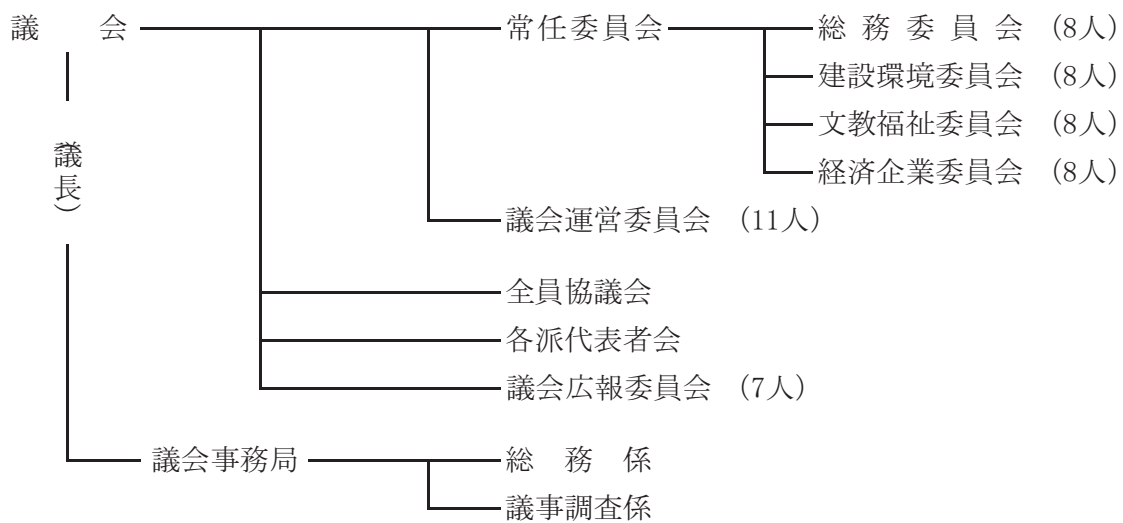 議　　会　常任委員会　総務委員会　(8人)
建設環境委員会　(8人)
文教福祉委員会　(8人)
経済企業委員会　(8人)
(議長)
議会運営委員会　(11人)
全員協議会
各派代表者会
議会広報委員会　(7人)
議会事務局　総　務　係
議事調査係